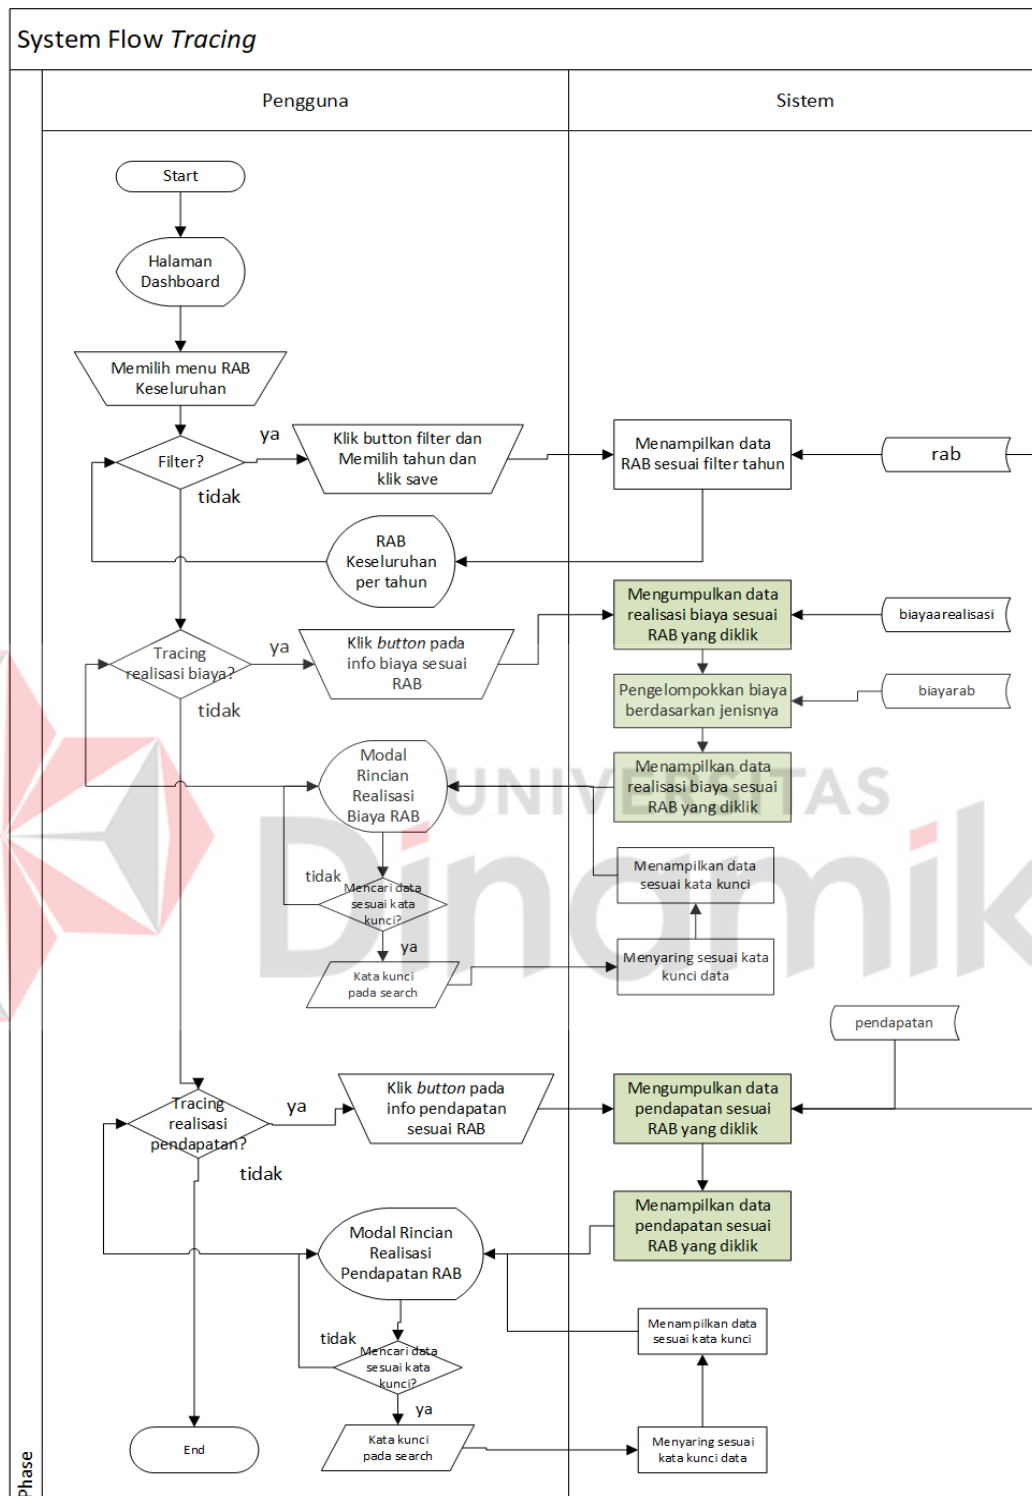 System Flow Tracing
Pengguna
Sistem
Start
Halaman
Dashboard
Memilih menu RAB
Keseluruhan
Filter?
ya
tidak
Klik button filter dan
Memilih tahun dan
klik save
Menampilkan data
RAB sesuai filter tahun
rab
RAB
Keseluruhan
per tahun
Tracing
realisasi biaya?
ya
tidak
Klik button pada
info biaya sesuai
RAB
Mengumpulkan data
realisasi biaya sesuai
RAB yang diklik
biayaarealisasi
Pengelompokkan biaya
berdasarkan jenisnya
biayarab
Menampilkan data
realisasi biaya sesuai
RAB yang diklik
Modal
Rincian
Realisasi
Biaya RAB
UNIVERSITAS
Dinamika
tidak
Mencari data
sesuai kata
kunci?
ya
Menampilkan data
sesuai kata kunci
Kata kunci
pada search
Menyaring sesuai kata
kunci data
pendapatan
Tracing
realisasi
pendapatan?
ya
tidak
Klik button pada
info pendapatan
sesuai RAB
Mengumpulkan data
pendapatan sesuai
RAB yang diklik
Menampilkan data
pendapatan sesuai
RAB yang diklik
Modal Rincian
Realisasi
Pendapatan RAB
tidak
Mencari data
sesuai kata
kunci?
ya
Menampilkan data
sesuai kata kunci
Kata kunci
pada search
Menyaring sesuai
kata kunci data
End
Phase